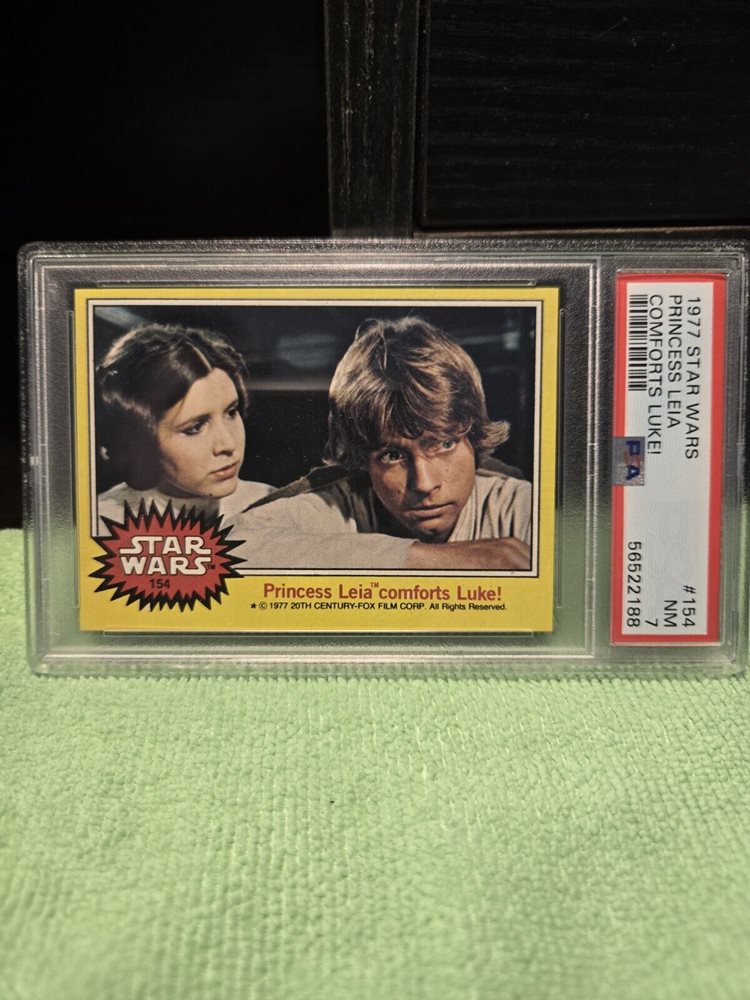 STAR
WARS™
154
Princess Leia™ comforts Luke!
★ © 1977 20TH CENTURY-FOX FILM CORP. All Rights Reserved.
1977 STAR WARS #154
PRINCESS LEIA NM
COMFORTS LUKE! 7
PSA 56522188